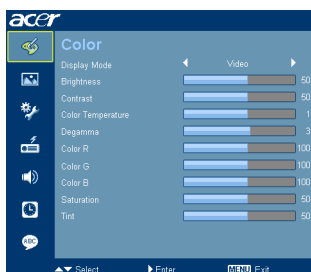 acer
Color
Display Mode Video
Brightness 50
Contrast 50
Color Temperature 1
Degamma 3
Color R 100
Color G 100
Color B 100
Saturation 50
Tint 50
ABC
Select Enter MENU Exit